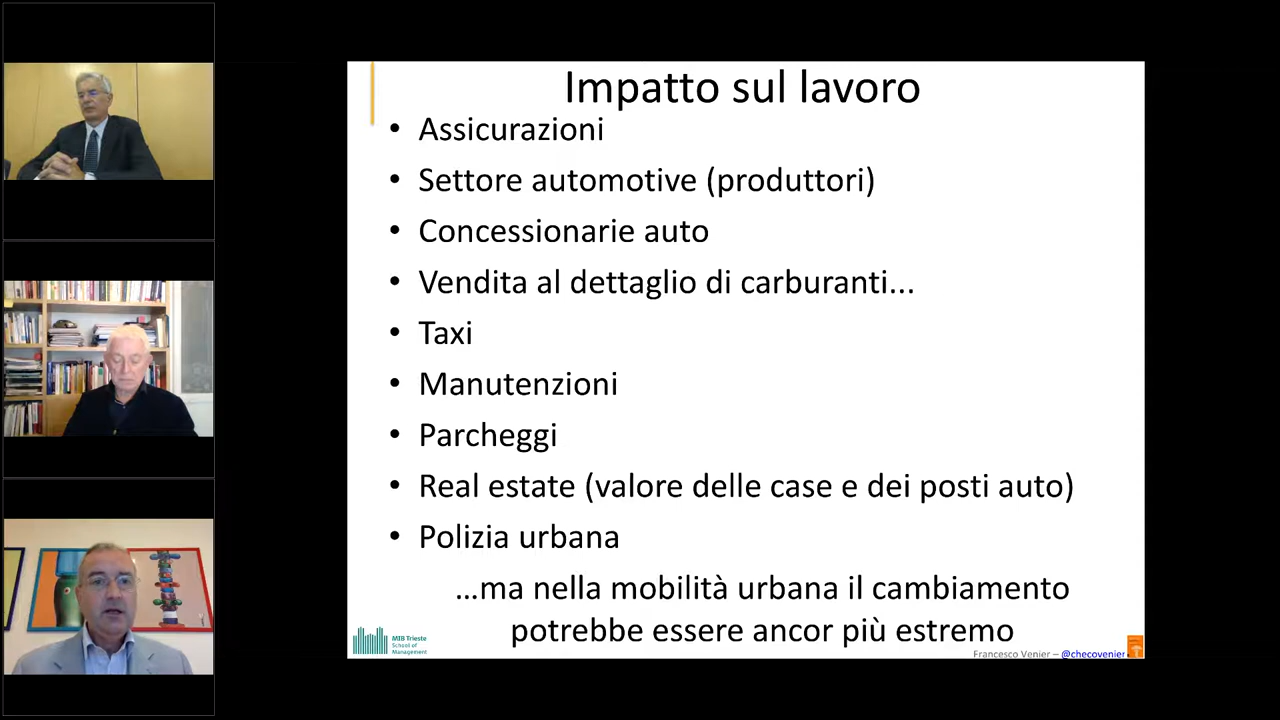 Impatto sul lavoro
• Assicurazioni
• Settore automotive (produttori)
• Concessionarie auto
• Vendita al dettaglio di carburanti...
• Taxi
• Manutenzioni
• Parcheggi
• Real estate (valore delle case e dei posti auto)
• Polizia urbana
...ma nella mobilità urbana il cambiamento
potrebbe essere ancor più estremo
MIB Trieste
School of
Management
Francesco Venier – @checovenier